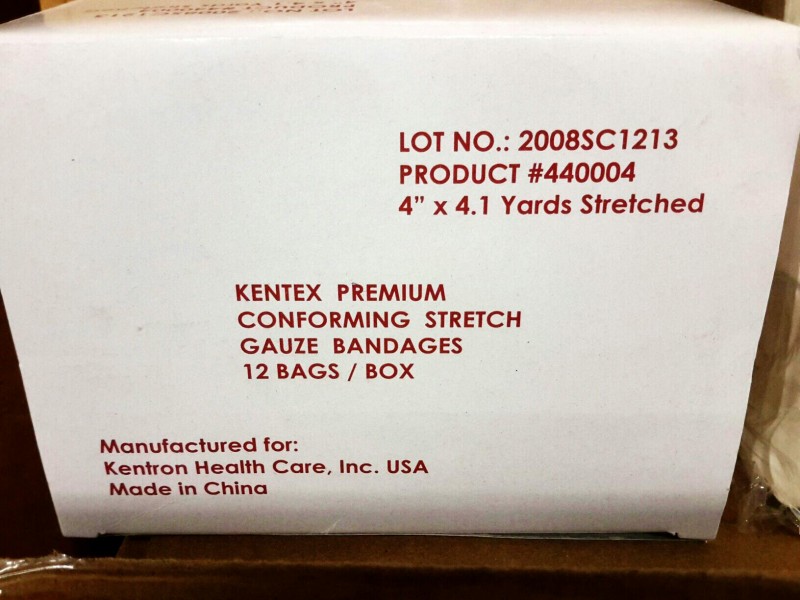 LOT NO.: 2008SC1213
PRODUCT #440004
4” x 4.1 Yards Stretched
KENTEX PREMIUM
CONFORMING STRETCH
GAUZE BANDAGES
12 BAGS / BOX
Manufactured for:
Kentron Health Care, Inc. USA
Made in China